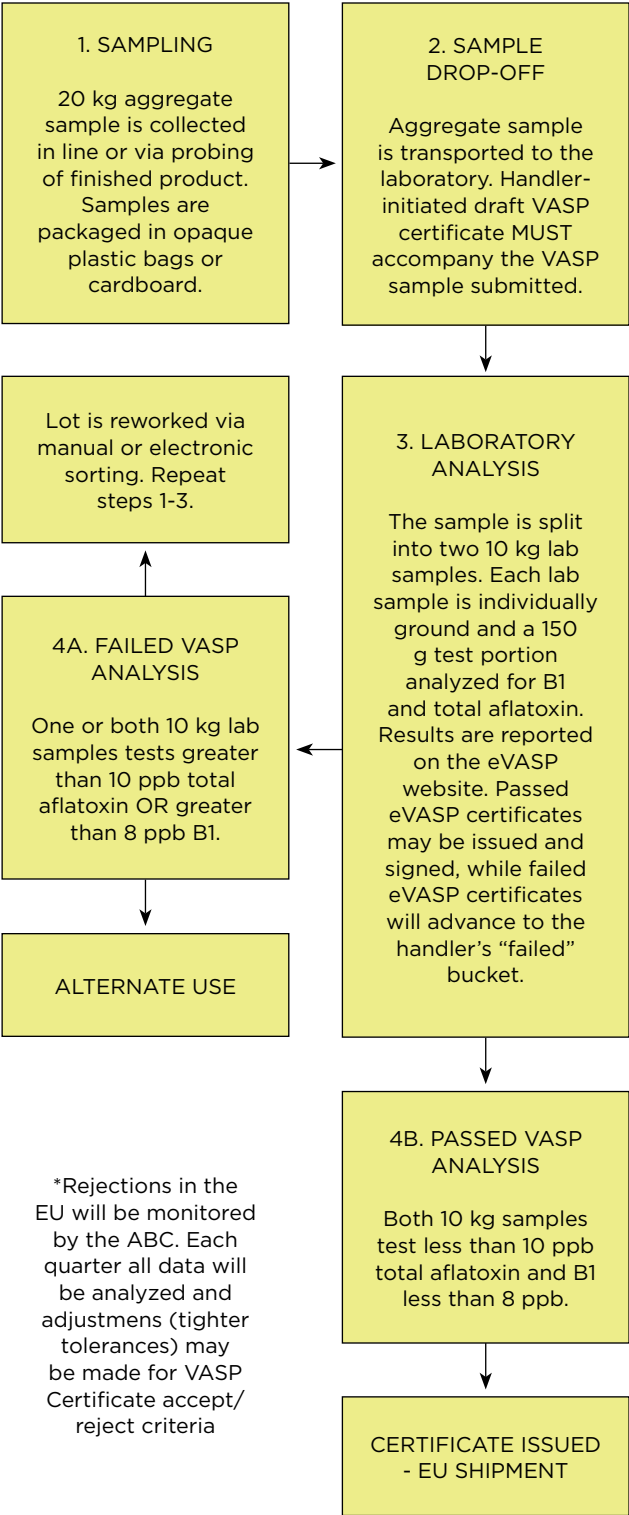 1. SAMPLING
20 kg aggregate
sample is collected
in line or via probing
of finished product.
Samples are
packaged in opaque
plastic bags or
cardboard.
2. SAMPLE
DROP-OFF
Aggregate sample
is transported to the
laboratory. Handler-
initiated draft VASP
certificate MUST
accompany the VASP
sample submitted.
3. LABORATORY
ANALYSIS
The sample is split
into two 10 kg lab
samples. Each lab
sample is individually
ground and a 150
g test portion
analyzed for B1
and total aflatoxin.
Results are reported
on the eVASP
website. Passed
eVASP certificates
may be issued and
signed, while failed
eVASP certificates
will advance to the
handler’s “failed”
bucket.
Lot is reworked via
manual or electronic
sorting. Repeat
steps 1-3.
4A. FAILED VASP
ANALYSIS
One or both 10 kg lab
samples tests greater
than 10 ppb total
aflatoxin OR greater
than 8 ppb B1.
ALTERNATE USE
4B. PASSED VASP
ANALYSIS
Both 10 kg samples
test less than 10 ppb
total aflatoxin and B1
less than 8 ppb.
CERTIFICATE ISSUED
- EU SHIPMENT
*Rejections in the
EU will be monitored
by the ABC. Each
quarter all data will
be analyzed and
adjustmens (tighter
tolerances) may
be made for VASP
Certificate accept/
reject criteria